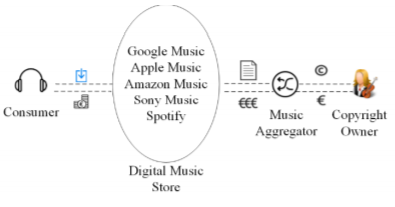 Google Music
Apple Music
Amazon Music
Sony Music
Spotify
Consumer
€€€
©
€
Music
Aggregator
Copyright
Owner
Digital Music
Store